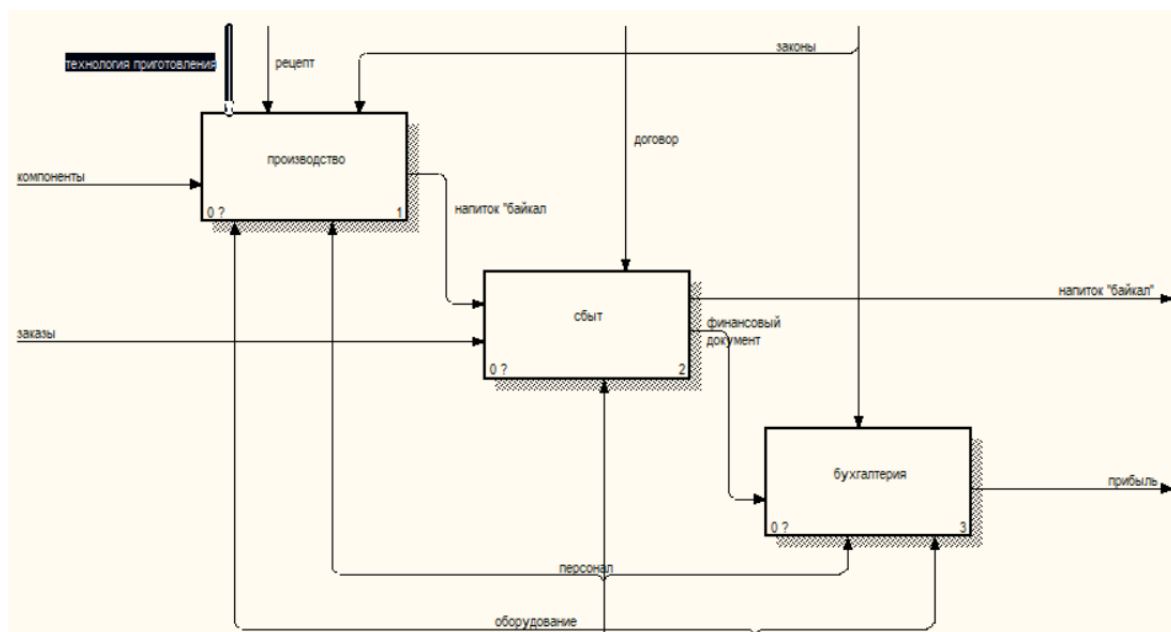 законы
технология приготовления
рецепт
договор
производство
компоненты
0 ?
1
напиток "байкал
напиток "байкал"
сбыт
финансовый
документ
заказы
0 ?
2
бухгалтерия
прибыль
0 ?
3
персонал
оборудование